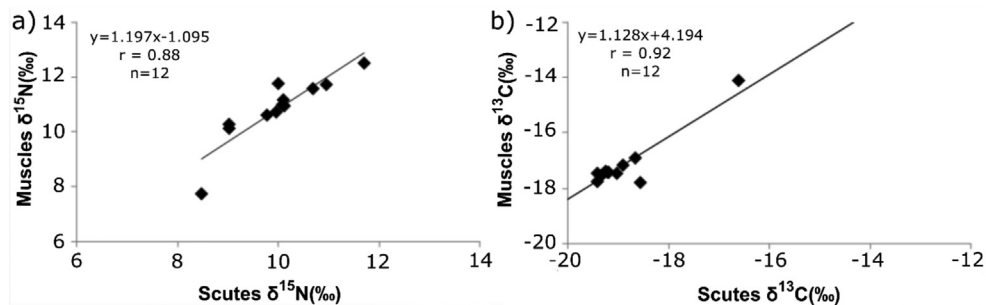 a)
y=1.197x-1.095
r = 0.88
n=12
Muscles δ¹⁵N(‰)
14
12
10
8
6
6 8 10 12 14
Scutes δ¹⁵N(‰)
b)
y=1.128x+4.194
r = 0.92
n=12
Muscles δ¹³C(‰)
-12
-14
-16
-18
-20
-20 -18 -16 -14 -12
Scutes δ¹³C(‰)